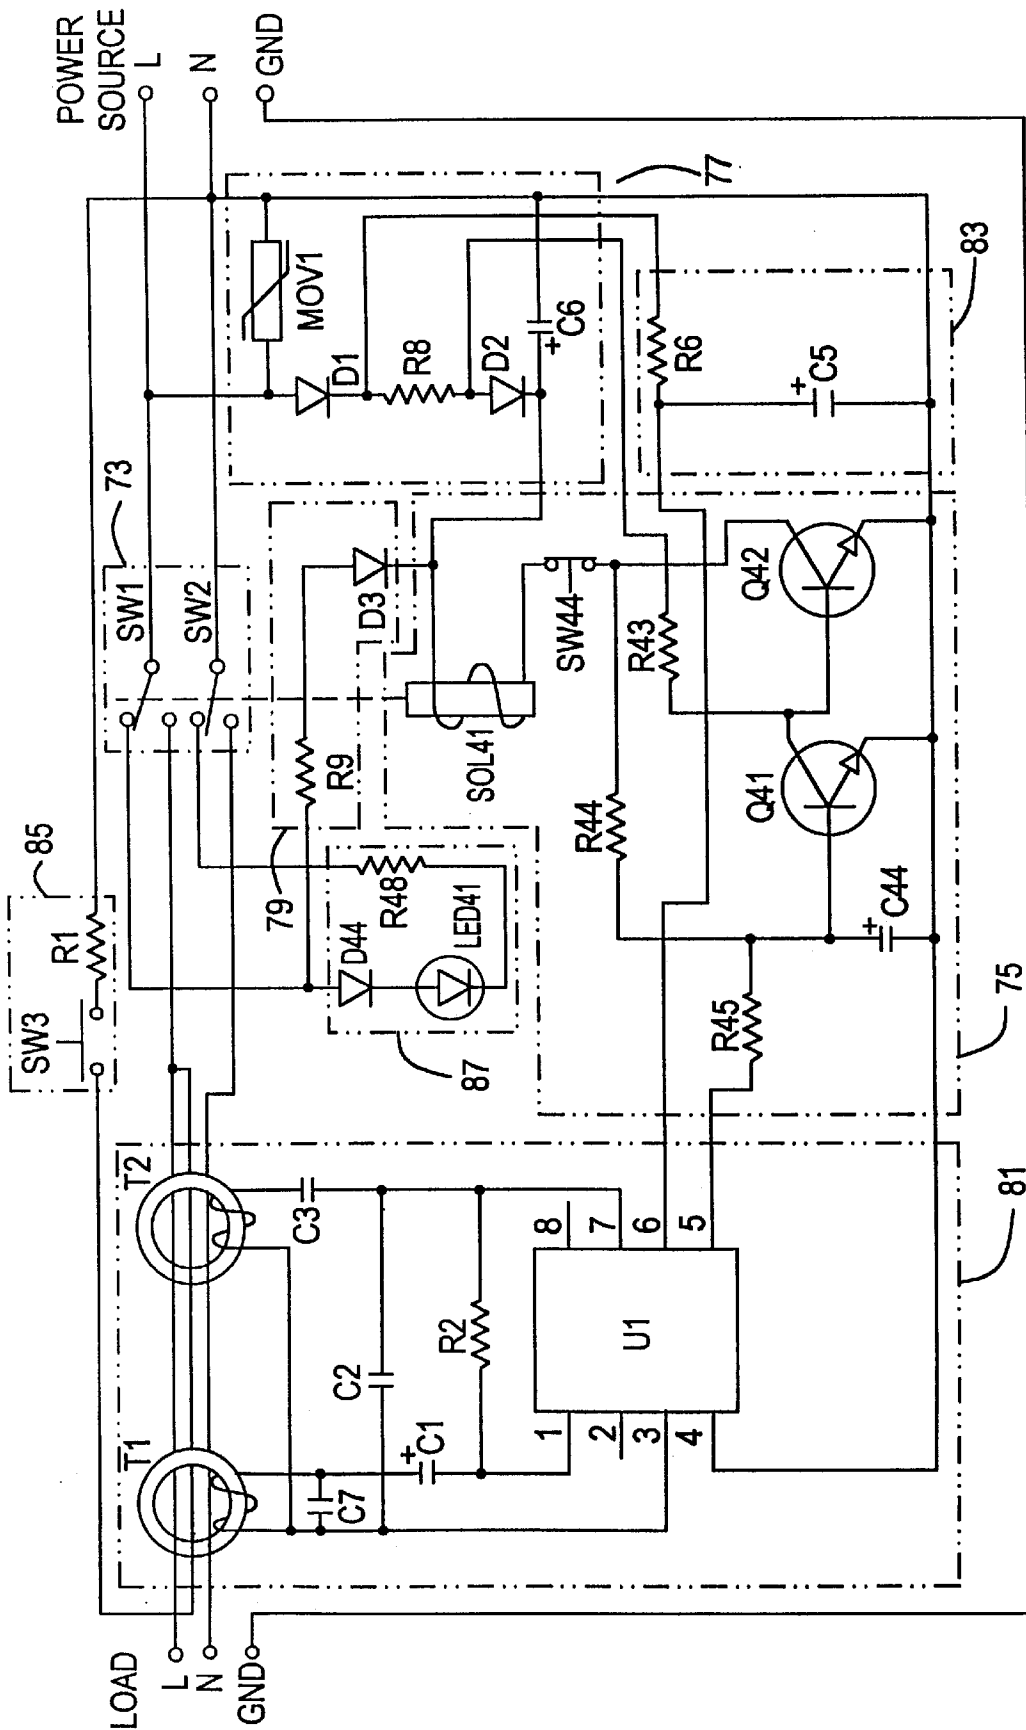 LOAD
L
N
GND
POWER
SOURCE
L
N
GND
85
SW3
R1
73
SW1
SW2
T1
T2
C7
C1
C2
C3
R2
U1
1
2
3
4
8
7
6
5
81
87
D44
LED41
R48
79
R9
D3
SOL41
SW44
R43
R44
R45
Q41
Q42
C44
75
MOV1
D1
R8
D2
C6
+
77
R6
C5
+
83
+
+